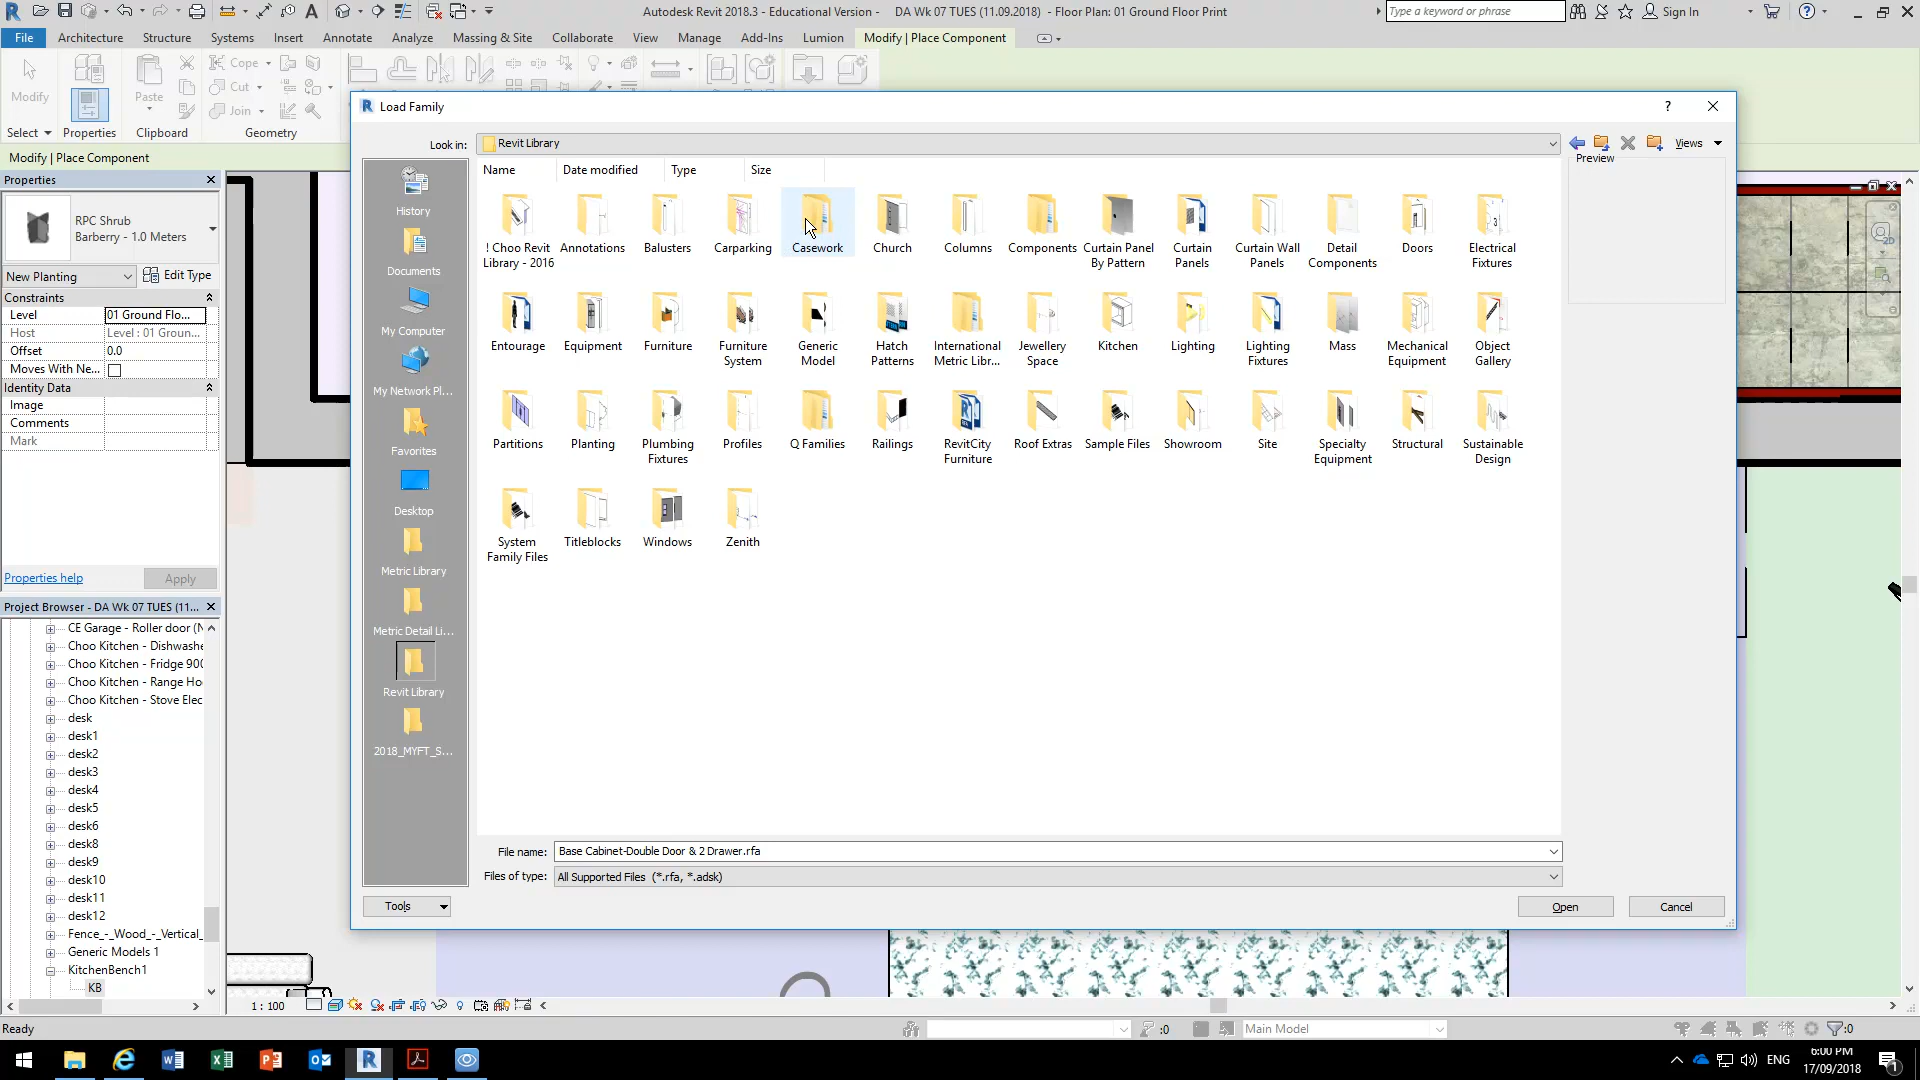 Autodesk Revit 2018.3 - Educational Version - DA Wk 07 TUES (11.09.2018) - Floor Plan: 01 Ground Floor Print
Type a keyword or phrase
Sign In
File Architecture Structure Systems Insert Annotate Analyze Massing & Site Collaborate View Manage Add-Ins Lumion Modify | Place Component
Cope
Modify
Paste
Cut
Join
Select Properties Clipboard Geometry
Modify | Place Component
Load Family
Look in: Revit Library
Views
Preview
Name Date modified Type Size
Properties
RPC Shrub
Barberry - 1.0 Meters
New Planting Edit Type
Constraints
Level 01 Ground Flo...
Host Level : 01 Groun...
Offset 0.0
Moves With Ne...
Identity Data
Image
Comments
Mark
Properties help Apply
History
Documents
My Computer
My Network Pl...
Favorites
Desktop
Metric Library
Metric Detail Li...
Revit Library
2018_MYFT_S...
! Choo Revit Library - 2016
Annotations
Balusters
Carparking
Casework
Church
Columns
Components
Curtain Panel By Pattern
Curtain Panels
Curtain Wall Panels
Detail Components
Doors
Electrical Fixtures
Entourage
Equipment
Furniture
Furniture System
Generic Model
Hatch Patterns
International Metric Libr...
Jewellery Space
Kitchen
Lighting
Lighting Fixtures
Mass
Mechanical Equipment
Object Gallery
Partitions
Planting
Plumbing Fixtures
Profiles
Q Families
Railings
RevitCity Furniture
Roof Extras
Sample Files
Showroom
Site
Specialty Equipment
Structural
Sustainable Design
System Family Files
Titleblocks
Windows
Zenith
File name: Base Cabinet-Double Door & 2 Drawer.rfa
Files of type: All Supported Files (*.rfa, *.adsk)
Tools Open Cancel
Project Browser - DA Wk 07 TUES (11...
CE Garage - Roller door (N
Choo Kitchen - Dishwashe
Choo Kitchen - Fridge 900
Choo Kitchen - Range Ho
Choo Kitchen - Stove Elec
desk
desk1
desk2
desk3
desk4
desk5
desk6
desk8
desk9
desk10
desk11
desk12
Fence_-_Wood_-_Vertical_
Generic Models 1
KitchenBench1
KB
1 : 100
Ready
:0
Main Model
:0
ENG
6:00 PM
17/09/2018